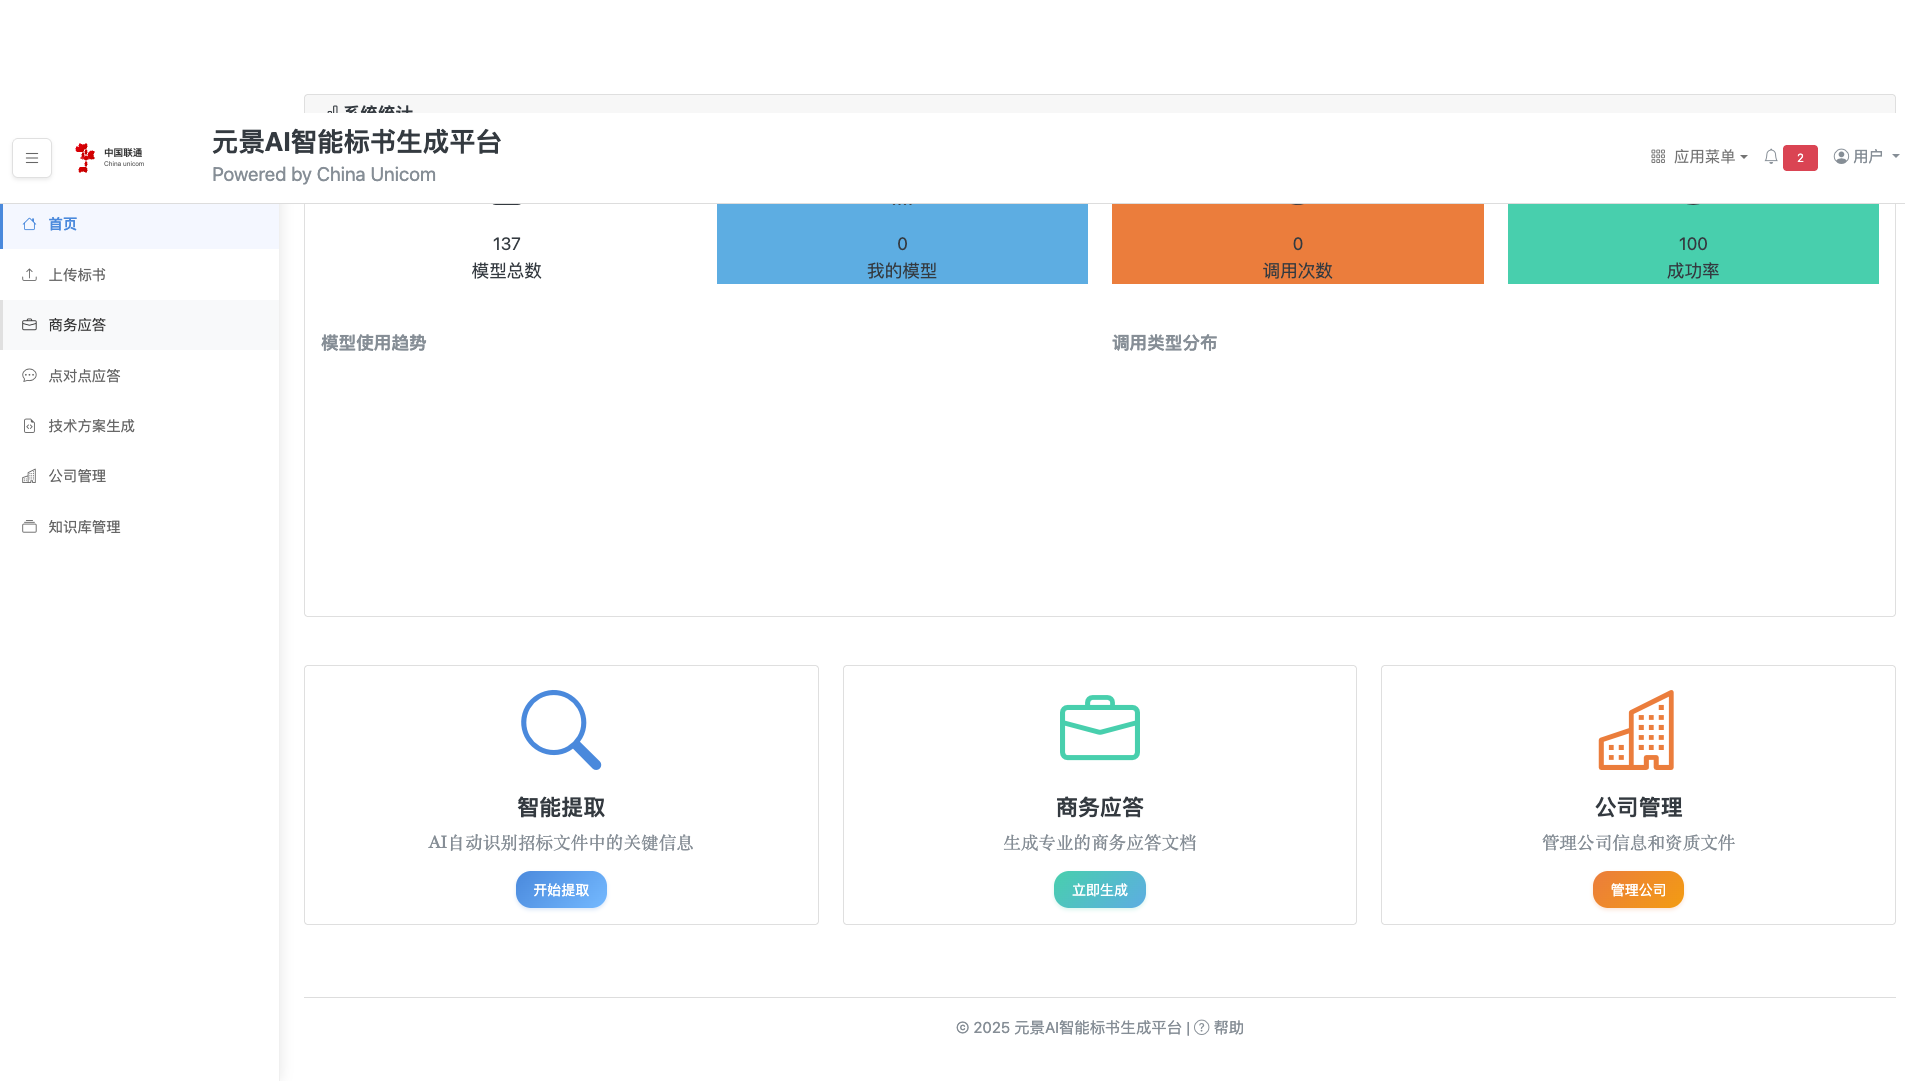 系统统计
中国联通
China unicom
元景AI智能标书生成平台
Powered by China Unicom
应用菜单
2
用户
首页
上传标书
商务应答
点对点应答
技术方案生成
公司管理
知识库管理
137
模型总数
0
我的模型
0
调用次数
100
成功率
模型使用趋势
调用类型分布
智能提取
AI自动识别招标文件中的关键信息
开始提取
商务应答
生成专业的商务应答文档
立即生成
公司管理
管理公司信息和资质文件
管理公司
© 2025 元景AI智能标书生成平台 | 帮助